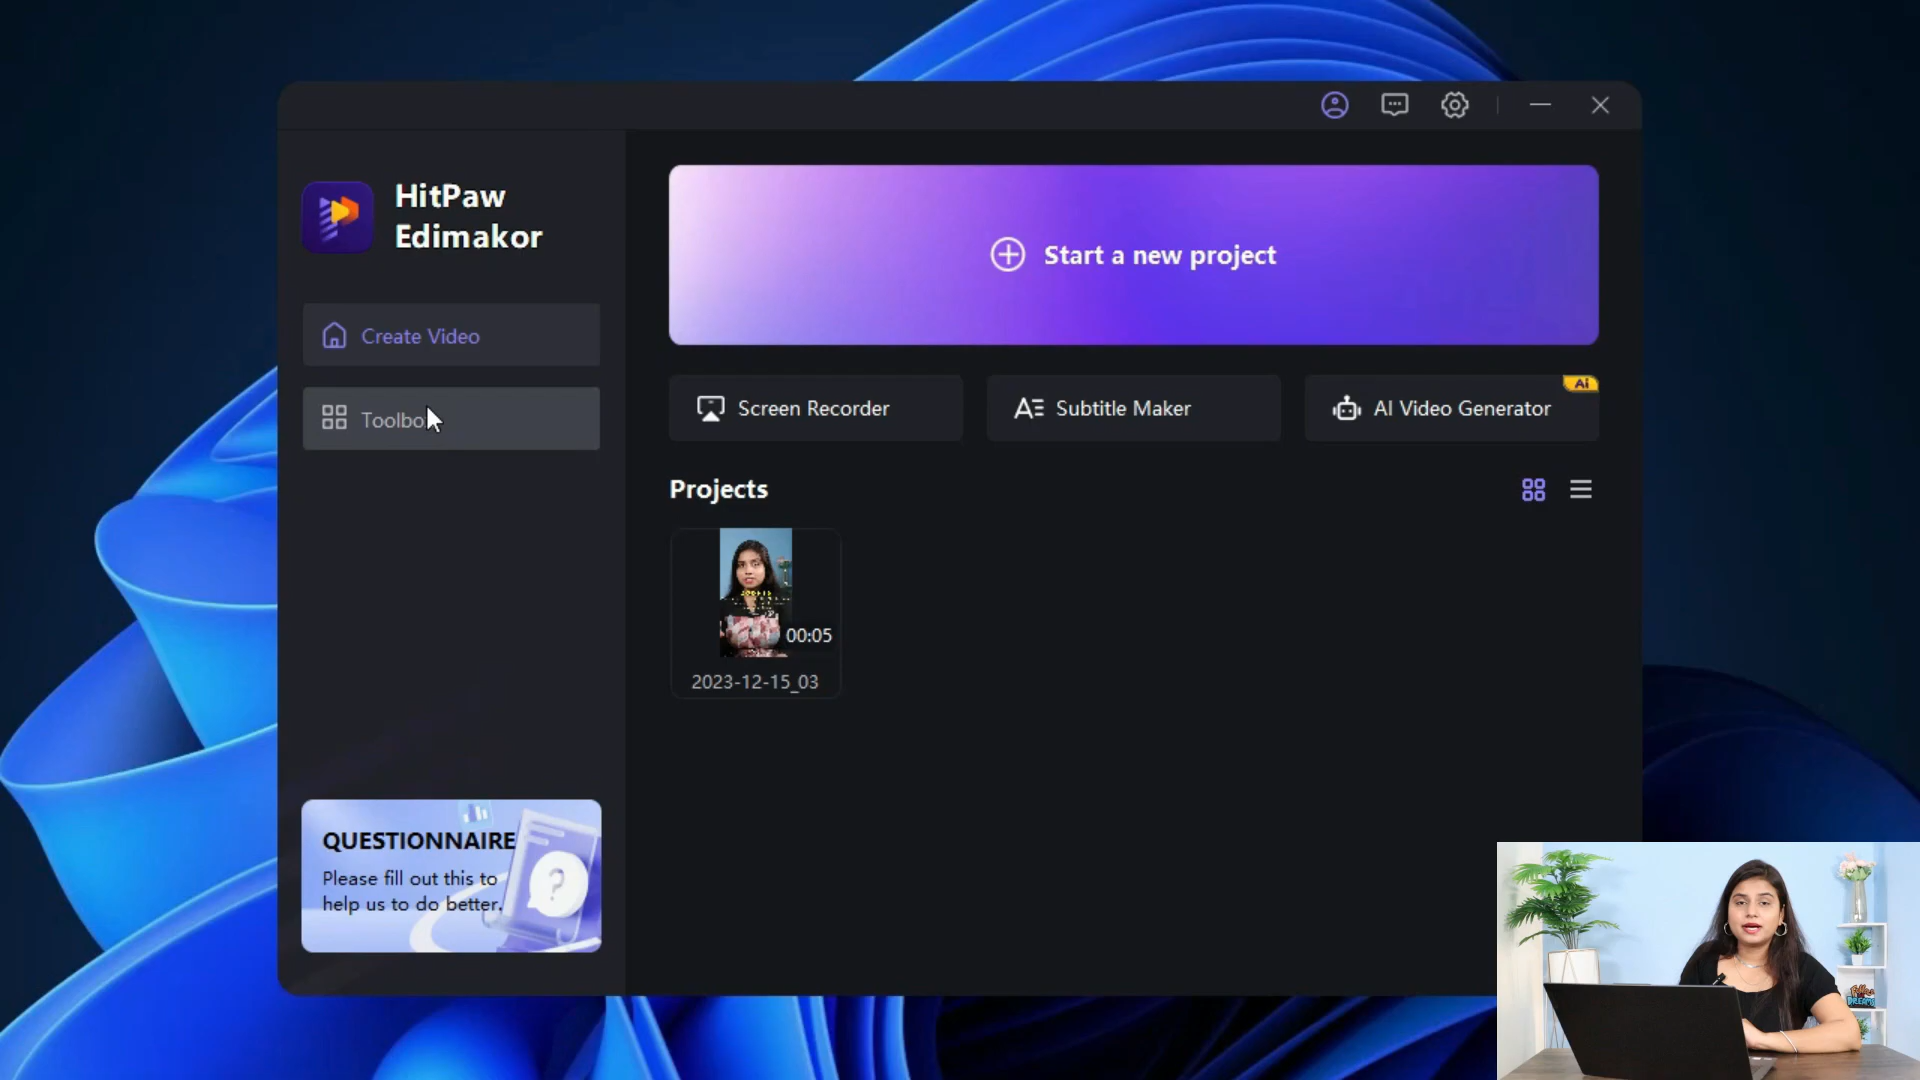 HitPaw
Edimakor
Create Video
Toolbo
Start a new project
Screen Recorder
Subtitle Maker
AI Video Generator
Ai
Projects
00:05
2023-12-15_03
QUESTIONNAIRE
Please fill out this to
help us to do better.